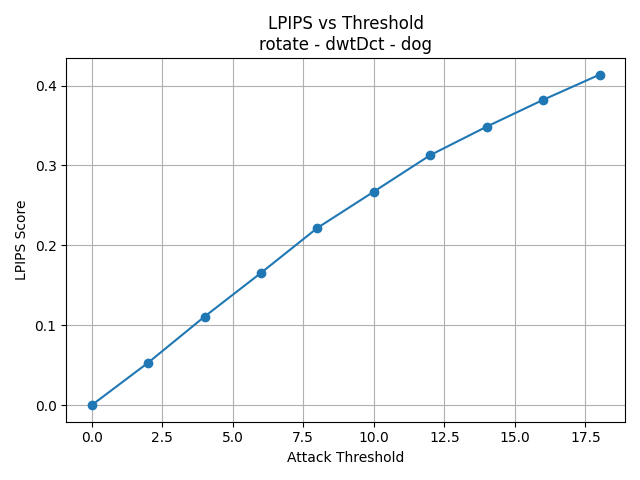 LPIPS vs Threshold
rotate - dwtDct - dog
LPIPS Score
0.4
0.3
0.2
0.1
0.0
0.0 2.5 5.0 7.5 10.0 12.5 15.0 17.5
Attack Threshold